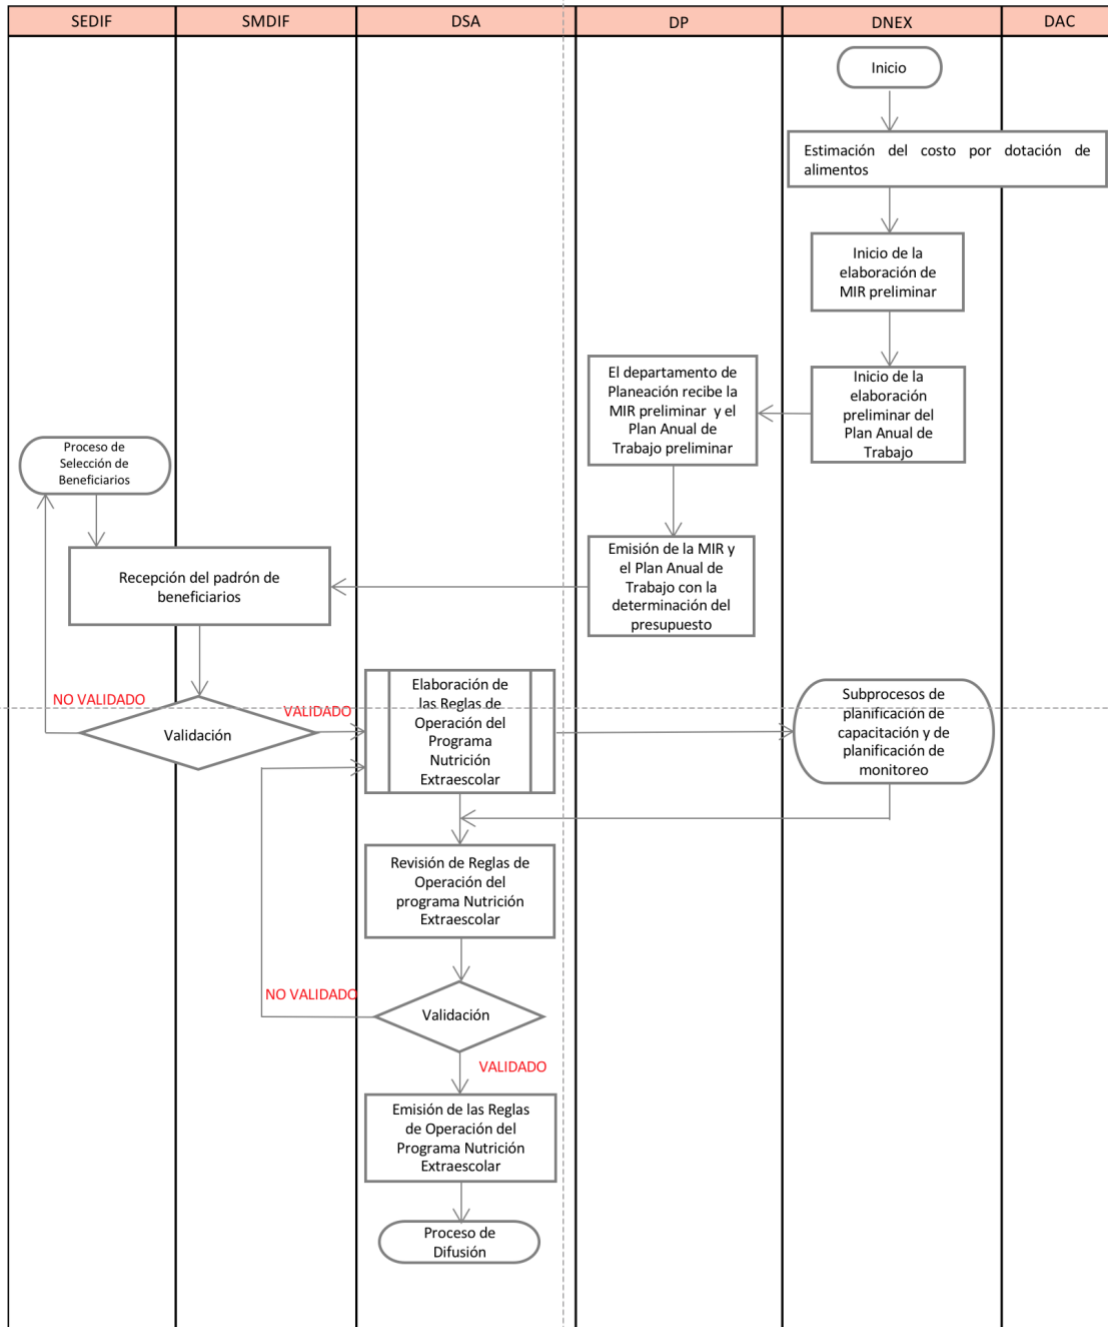 SEDIF
SMDIF
DSA
DP
DNEX
DAC
Inicio
Estimación del costo por dotación de
alimentos
Inicio de la
elaboración de
MIR preliminar
Inicio de la
elaboración
preliminar del
Plan Anual de
Trabajo
El departamento de
Planeación recibe la
MIR preliminar y el
Plan Anual de
Trabajo preliminar
Emisión de la MIR y
el Plan Anual de
Trabajo con la
determinación del
presupuesto
Proceso de
Selección de
Beneficiarios
Recepción del padrón de
beneficiarios
NO VALIDADO
Validación
VALIDADO
Elaboración de
las Reglas de
Operación del
Programa
Nutrición
Extraescolar
Subprocesos de
planificación de
capacitación y de
planificación de
monitoreo
Revisión de Reglas de
Operación del
programa Nutrición
Extraescolar
NO VALIDADO
Validación
VALIDADO
Emisión de las Reglas
de Operación del
Programa Nutrición
Extraescolar
Proceso de
Difusión